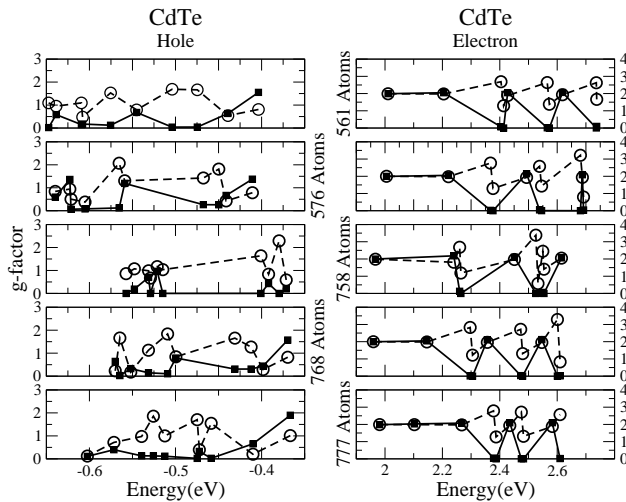 CdTe CdTe
Hole Electron
3 4
2 3
1 2
0 1
0
561 Atoms
3 4
2 3
1 2
0 1
0
576 Atoms
3 4
2 3
1 2
0 1
0
g-factor
758 Atoms
3 4
2 3
1 2
0 1
0
768 Atoms
3 4
2 3
1 2
0 1
0
777 Atoms
-0.6 -0.5 -0.4 2 2.2 2.4 2.6
Energy(eV) Energy(eV)